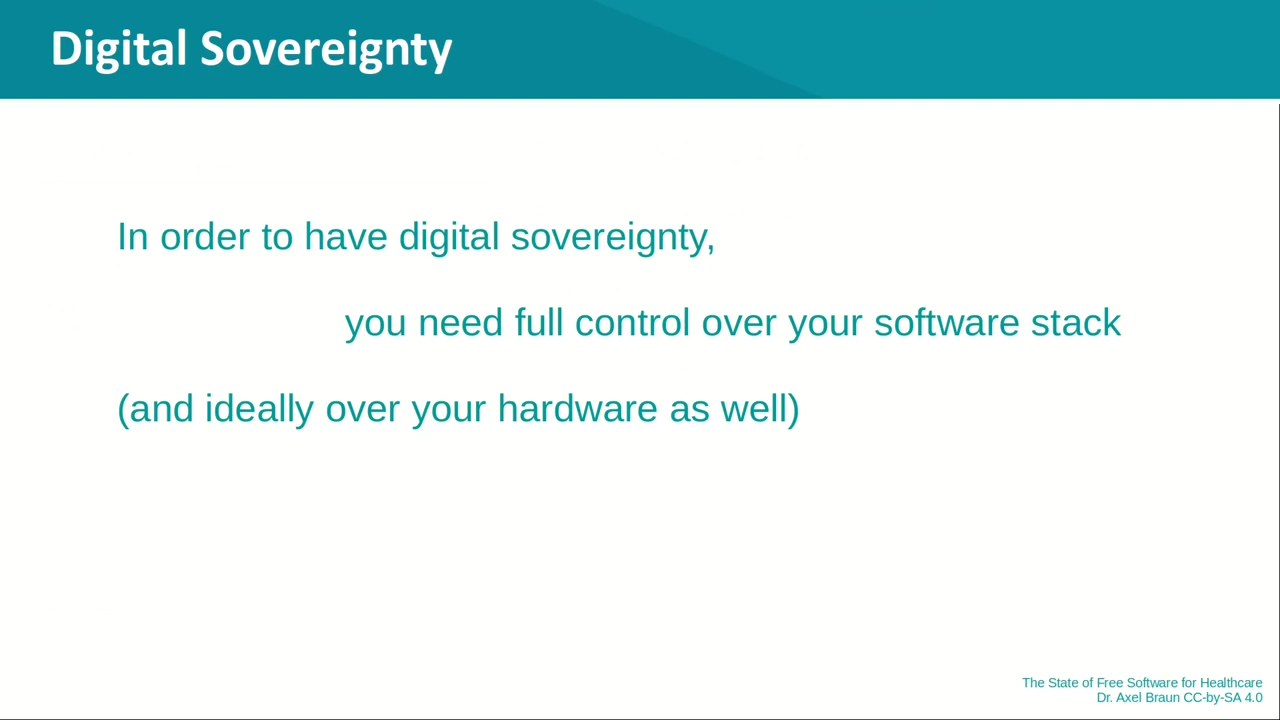 Digital Sovereignty
In order to have digital sovereignty,
you need full control over your software stack
(and ideally over your hardware as well)
The State of Free Software for Healthcare
Dr. Axel Braun CC-by-SA 4.0